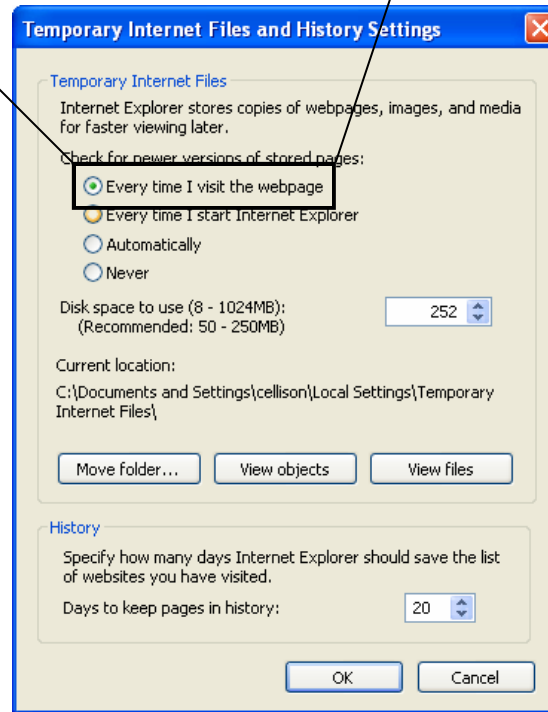 Temporary Internet Files and History Settings
Temporary Internet Files
Internet Explorer stores copies of webpages, images, and media
for faster viewing later.
Check for newer versions of stored pages:
Every time I visit the webpage
Every time I start Internet Explorer
Automatically
Never
Disk space to use (8 - 1024MB):
252
(Recommended: 50 - 250MB)
Current location:
C:\Documents and Settings\cellison\Local Settings\Temporary
Internet Files\
Move folder... View objects View files
History
Specify how many days Internet Explorer should save the list
of websites you have visited.
Days to keep pages in history: 20
OK Cancel